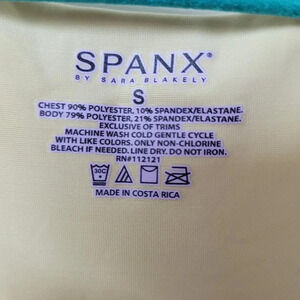 SPANX®
BY SARA BLAKELY
S
CHEST 90% POLYESTER, 10% SPANDEX/ELASTANE.
BODY 79% POLYESTER, 21% SPANDEX/ELASTANE.
EXCLUSIVE OF TRIMS
MACHINE WASH COLD GENTLE CYCLE
WITH LIKE COLORS. ONLY NON-CHLORINE
BLEACH IF NEEDED. LINE DRY. DO NOT IRON.
RN#112121
30C
MADE IN COSTA RICA